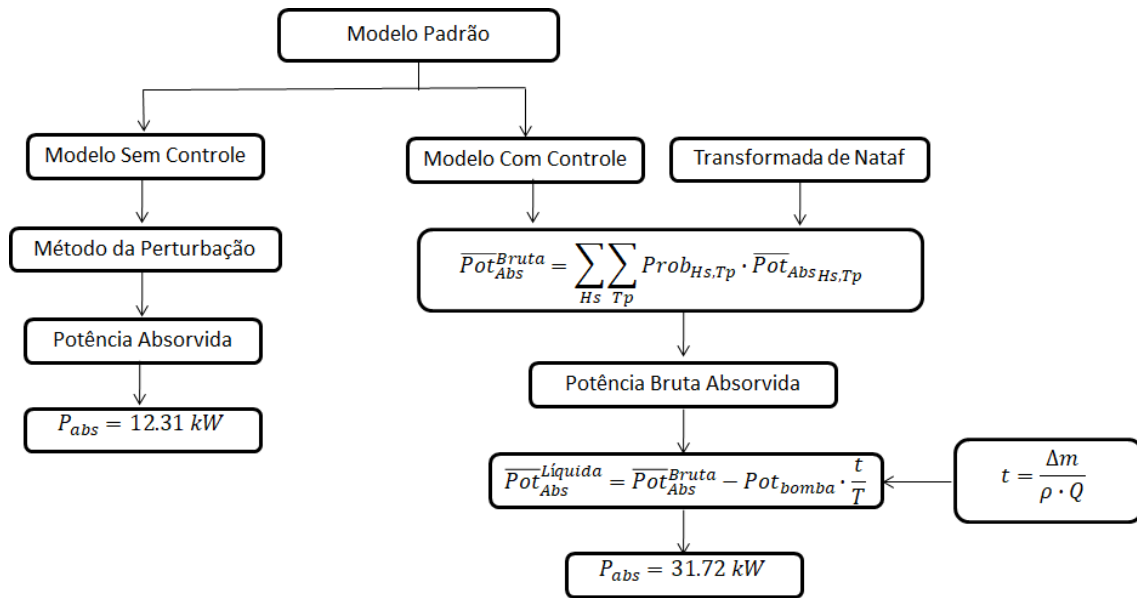 Modelo Padrão
Modelo Sem Controle
Modelo Com Controle
Transformada de Nataf
Método da Perturbação
$\overline{Pot}_{Abs}^{Bruta} = \sum_{Hs} \sum_{Tp} Prob_{Hs,Tp} \cdot \overline{Pot}_{Abs_{Hs,Tp}}$
Potência Absorvida
Potência Bruta Absorvida
$P_{abs} = 12.31 \ kW$
$\overline{Pot}_{Abs}^{Líquida} = \overline{Pot}_{Abs}^{Bruta} - Pot_{bomba} \cdot \frac{t}{T}$
$t = \frac{\Delta m}{\rho \cdot Q}$
$P_{abs} = 31.72 \ kW$